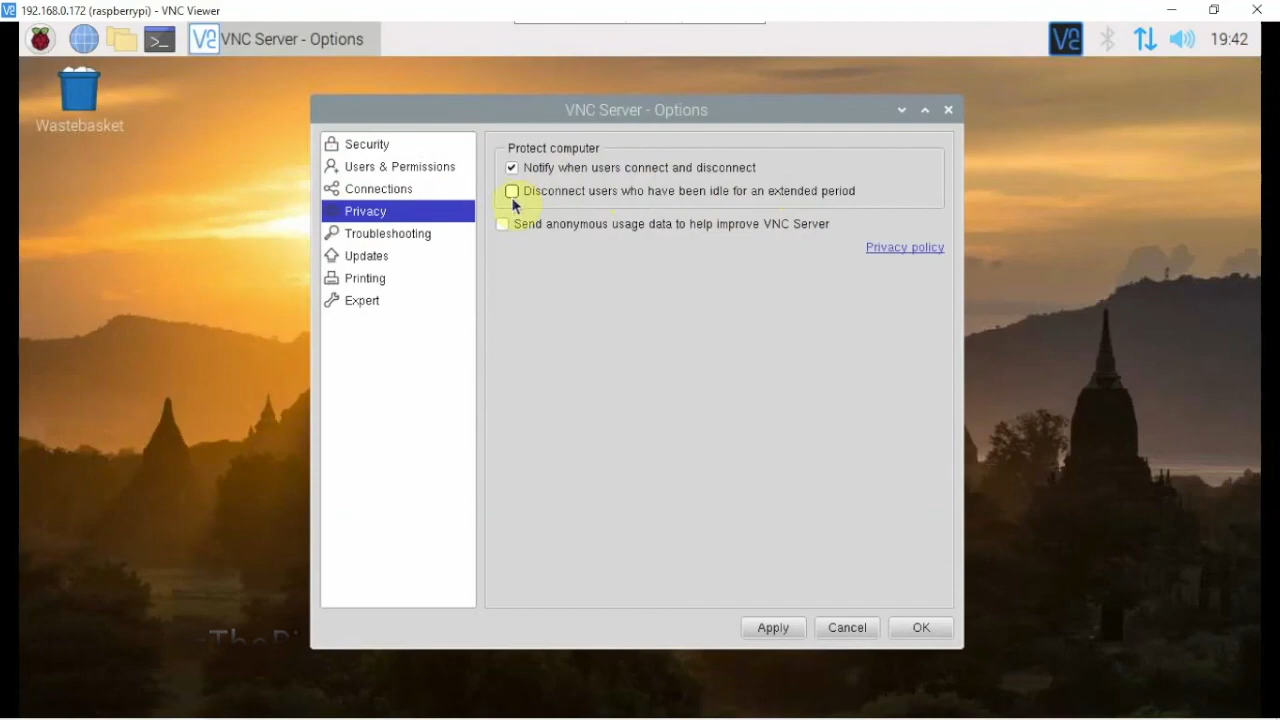 192.168.0.172 (raspberrypi) - VNC Viewer
VNC Server - Options
19:42
Wastebasket
VNC Server - Options
Security
Users & Permissions
Connections
Privacy
Troubleshooting
Updates
Printing
Expert
Protect computer
Notify when users connect and disconnect
Disconnect users who have been idle for an extended period
Send anonymous usage data to help improve VNC Server
Privacy policy
Apply
Cancel
OK